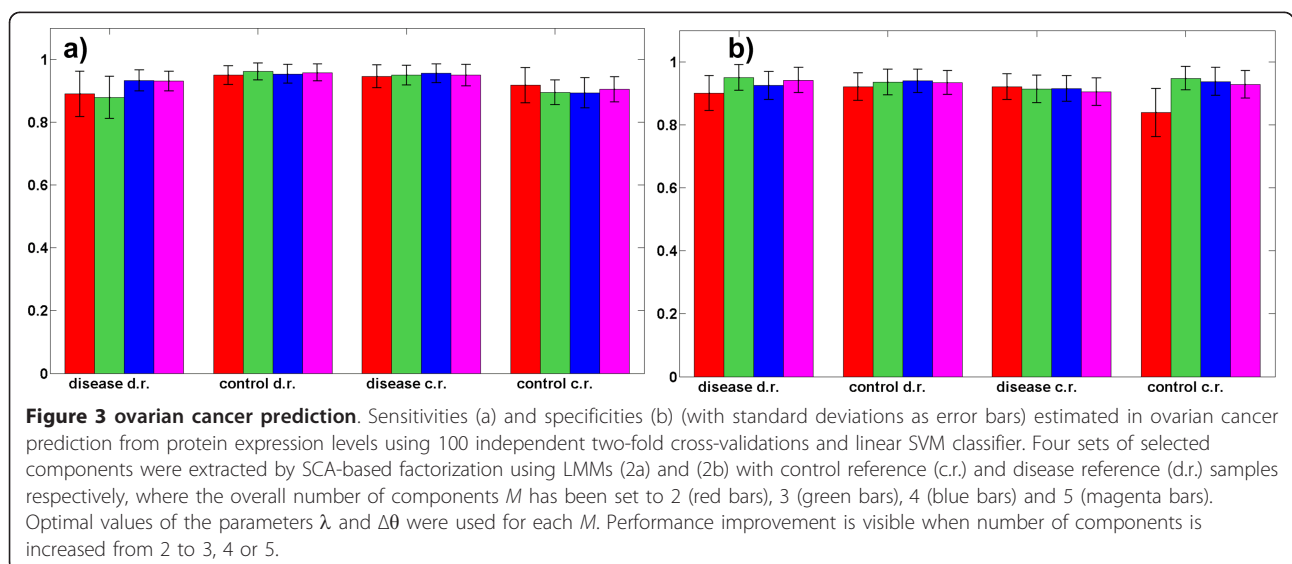 a)
1
0.8
0.6
0.4
0.2
0
disease d.r. control d.r. disease c.r. control c.r.
b)
1
0.8
0.6
0.4
0.2
0
disease d.r. control d.r. disease c.r. control c.r.
Figure 3 ovarian cancer prediction. Sensitivities (a) and specificities (b) (with standard deviations as error bars) estimated in ovarian cancer
prediction from protein expression levels using 100 independent two-fold cross-validations and linear SVM classifier. Four sets of selected
components were extracted by SCA-based factorization using LMMs (2a) and (2b) with control reference (c.r.) and disease reference (d.r.) samples
respectively, where the overall number of components M has been set to 2 (red bars), 3 (green bars), 4 (blue bars) and 5 (magenta bars).
Optimal values of the parameters λ and Δθ were used for each M. Performance improvement is visible when number of components is
increased from 2 to 3, 4 or 5.